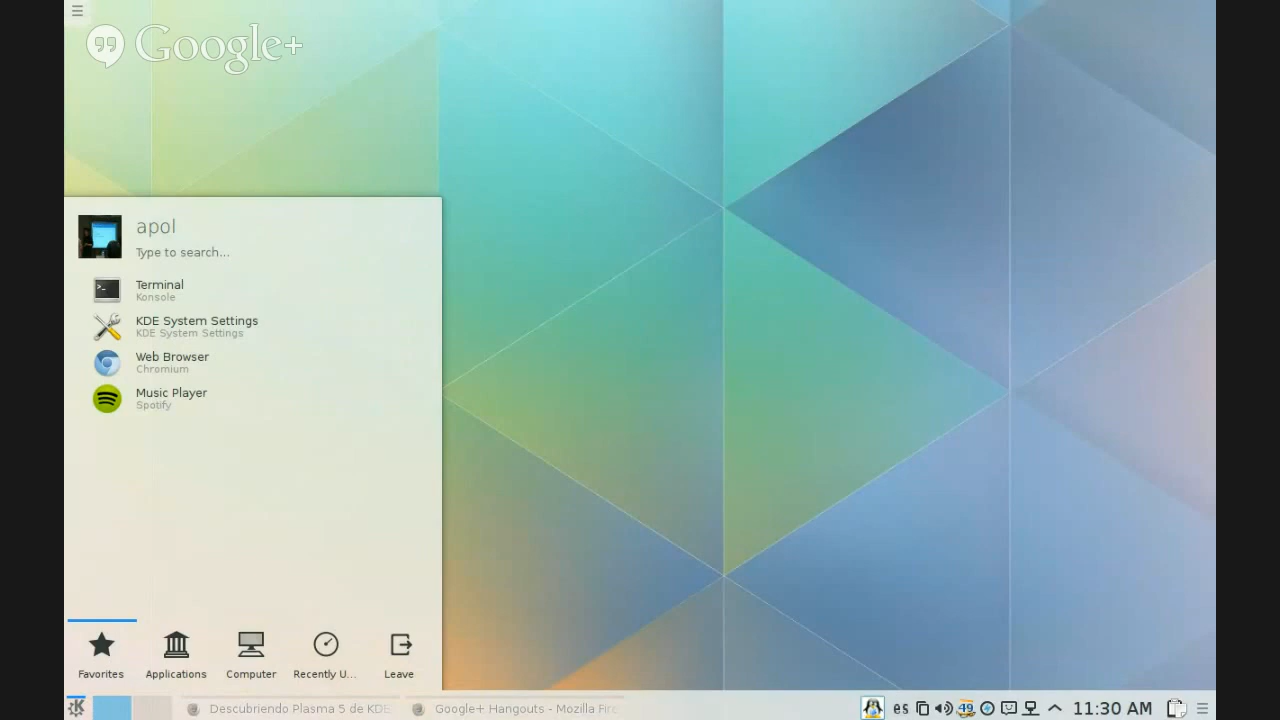 Google+
apol
Type to search...
Terminal
Konsole
KDE System Settings
KDE System Settings
Web Browser
Chromium
Music Player
Spotify
Favorites
Applications
Computer
Recently U...
Leave
Descubriendo Plasma 5 de KDE
Google+ Hangouts - Mozilla Fire
es
49
11:30 AM